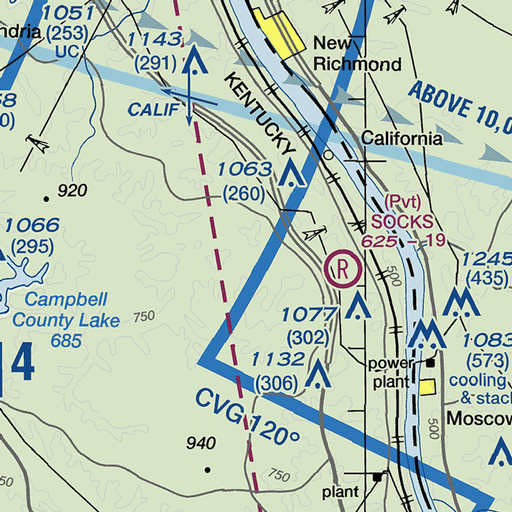 1051
(253)
UC
ndria
1143
(291)
New
Richmond
KENTUCKY
CALIF
ABOVE 10,0
California
1063
(260)
920
(Pvt)
SOCKS
625 - 19
1066
(295)
R
500
1245
(435)
Campbell
County Lake
685
750
1077
(302)
1083
(573)
1132
(306)
power
plant
cooling
& stack
14
CVG 120°
Moscow
500
940
750
50
plant